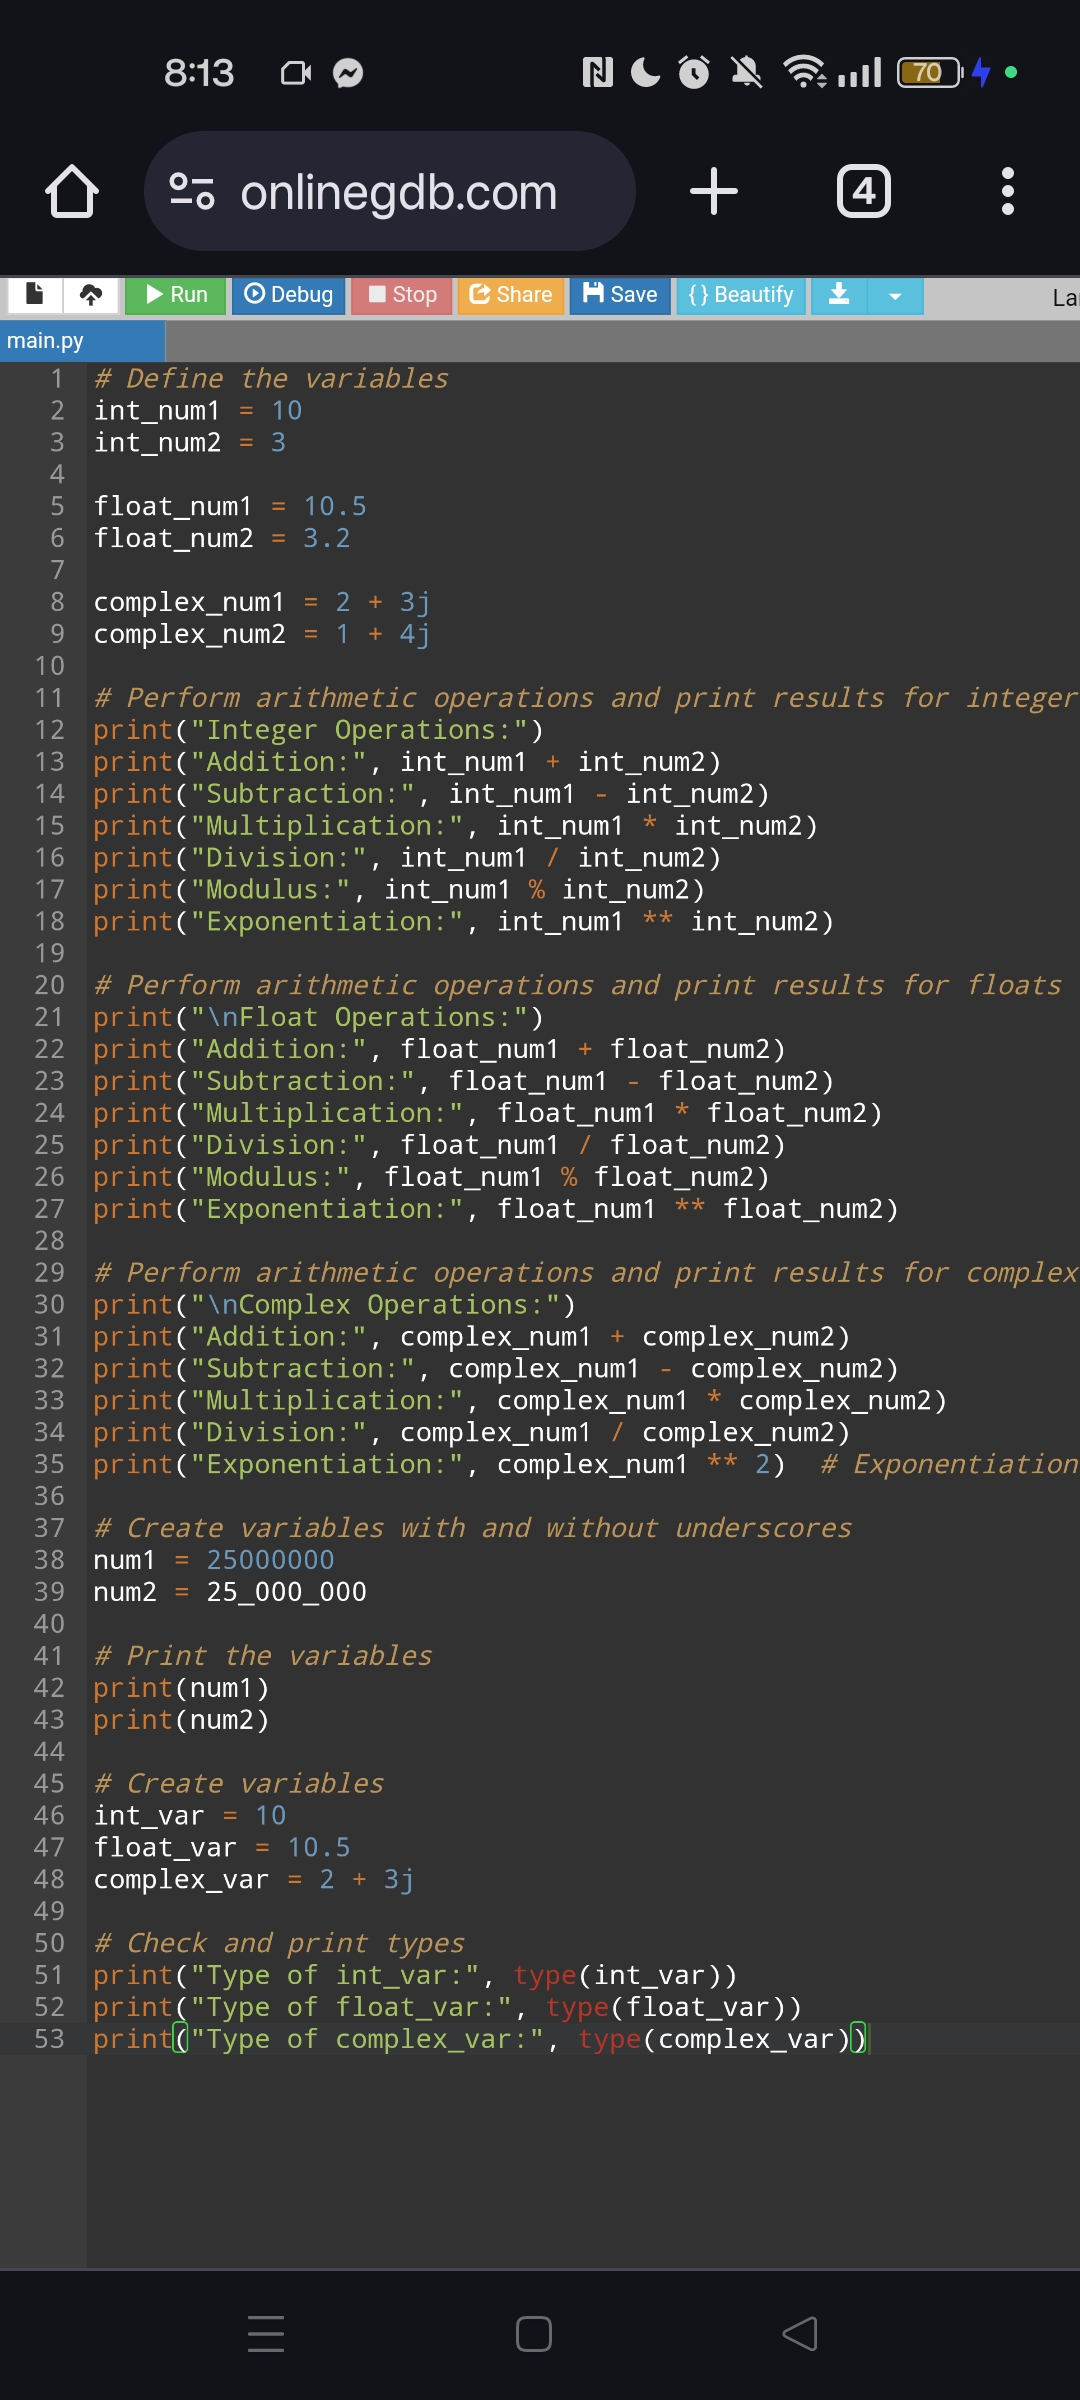 8:13 70
onlinegdb.com 4
Run Debug Stop Share Save { } Beautify La
main.py
1 # Define the variables
2 int_num1 = 10
3 int_num2 = 3
4
5 float_num1 = 10.5
6 float_num2 = 3.2
7
8 complex_num1 = 2 + 3j
9 complex_num2 = 1 + 4j
10
11 # Perform arithmetic operations and print results for integer
12 print("Integer Operations:")
13 print("Addition:", int_num1 + int_num2)
14 print("Subtraction:", int_num1 - int_num2)
15 print("Multiplication:", int_num1 * int_num2)
16 print("Division:", int_num1 / int_num2)
17 print("Modulus:", int_num1 % int_num2)
18 print("Exponentiation:", int_num1 ** int_num2)
19
20 # Perform arithmetic operations and print results for floats
21 print("\nFloat Operations:")
22 print("Addition:", float_num1 + float_num2)
23 print("Subtraction:", float_num1 - float_num2)
24 print("Multiplication:", float_num1 * float_num2)
25 print("Division:", float_num1 / float_num2)
26 print("Modulus:", float_num1 % float_num2)
27 print("Exponentiation:", float_num1 ** float_num2)
28
29 # Perform arithmetic operations and print results for complex
30 print("\nComplex Operations:")
31 print("Addition:", complex_num1 + complex_num2)
32 print("Subtraction:", complex_num1 - complex_num2)
33 print("Multiplication:", complex_num1 * complex_num2)
34 print("Division:", complex_num1 / complex_num2)
35 print("Exponentiation:", complex_num1 ** 2)  # Exponentiation
36
37 # Create variables with and without underscores
38 num1 = 25000000
39 num2 = 25_000_000
40
41 # Print the variables
42 print(num1)
43 print(num2)
44
45 # Create variables
46 int_var = 10
47 float_var = 10.5
48 complex_var = 2 + 3j
49
50 # Check and print types
51 print("Type of int_var:", type(int_var))
52 print("Type of float_var:", type(float_var))
53 print("Type of complex_var:", type(complex_var))